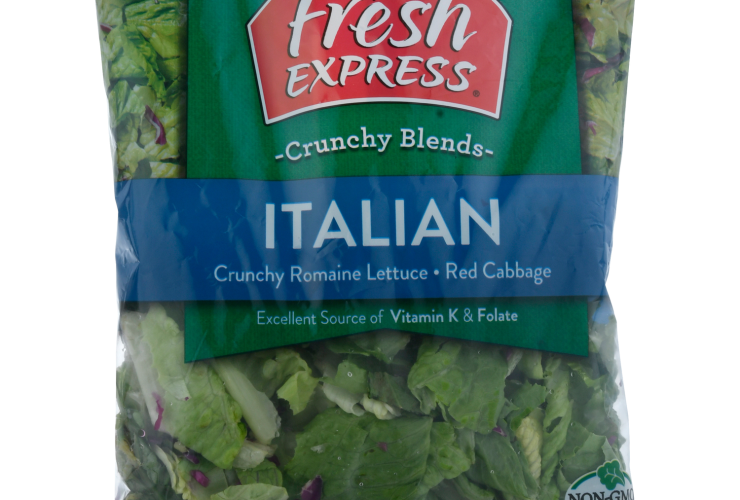 Fresh
EXPRESS®
-Crunchy Blends-
ITALIAN
Crunchy Romaine Lettuce • Red Cabbage
Excellent Source of Vitamin K & Folate
NON-GMO